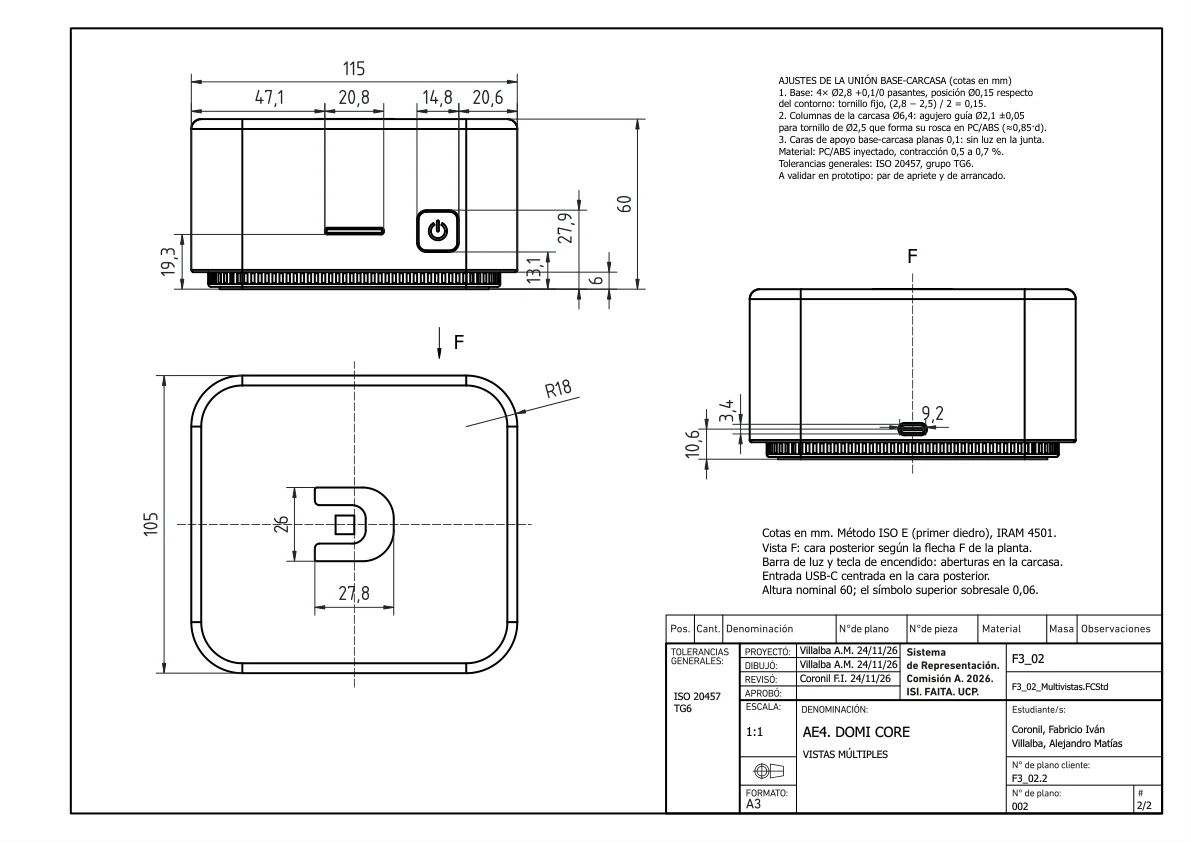 115
47,1
20,8
14,8
20,6
AJUSTES DE LA UNIÓN BASE-CARCASA (cotas en mm)
1. Base: 4× Ø2,8 +0,1/0 pasantes, posición Ø0,15 respecto
del contorno: tornillo fijo, (2,8 − 2,5) / 2 = 0,15.
2. Columnas de la carcasa Ø6,4: agujero guía Ø2,1 ±0,05
para tornillo de Ø2,5 que forma su rosca en PC/ABS (≈0,85·d).
3. Caras de apoyo base-carcasa planas 0,1: sin luz en la junta.
Material: PC/ABS inyectado, contracción 0,5 a 0,7 %.
Tolerancias generales: ISO 20457, grupo TG6.
A validar en prototipo: par de apriete y de arrancado.
19,3
13,1
27,9
6
60
F
F
R18
105
26
27,8
3,4
9,2
10,6
Cotas en mm. Método ISO E (primer diedro), IRAM 4501.
Vista F: cara posterior según la flecha F de la planta.
Barra de luz y tecla de encendido: aberturas en la carcasa.
Entrada USB-C centrada en la cara posterior.
Altura nominal 60; el símbolo superior sobresale 0,06.
Pos. Cant. Denominación N°de plano N°de pieza Material Masa Observaciones
TOLERANCIAS
GENERALES:
ISO 20457
TG6
PROYECTÓ: Villalba A.M. 24/11/26
DIBUJÓ: Villalba A.M. 24/11/26
REVISÓ: Coronil F.I. 24/11/26
APROBÓ:
Sistema
de Representación.
Comisión A. 2026.
ISI. FAITA. UCP.
F3_02
F3_02_Multivistas.FCStd
ESCALA:
1:1
DENOMINACIÓN:
AE4. DOMI CORE
VISTAS MÚLTIPLES
Estudiante/s:
Coronil, Fabricio Iván
Villalba, Alejandro Matías
N° de plano cliente:
F3_02.2
FORMATO:
A3
N° de plano:
002
#
2/2